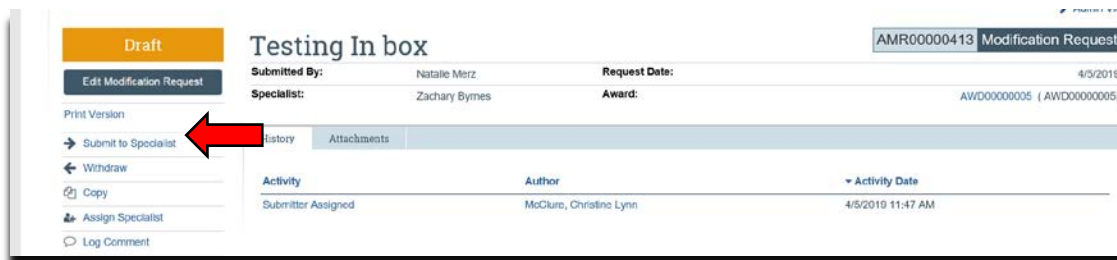 Draft
Edit Modification Request
Print Version
Submit to Specialist
Withdraw
Copy
Assign Specialist
Log Comment
Testing In box
AMR00000413 Modification Request
Submitted By: Natalie Merz Request Date: 4/5/2019
Specialist: Zachary Byrnes Award: AWD00000005 ( AWD00000005
History Attachments
Activity Author Activity Date
Submitter Assigned McClure, Christine Lynn 4/5/2019 11:47 AM